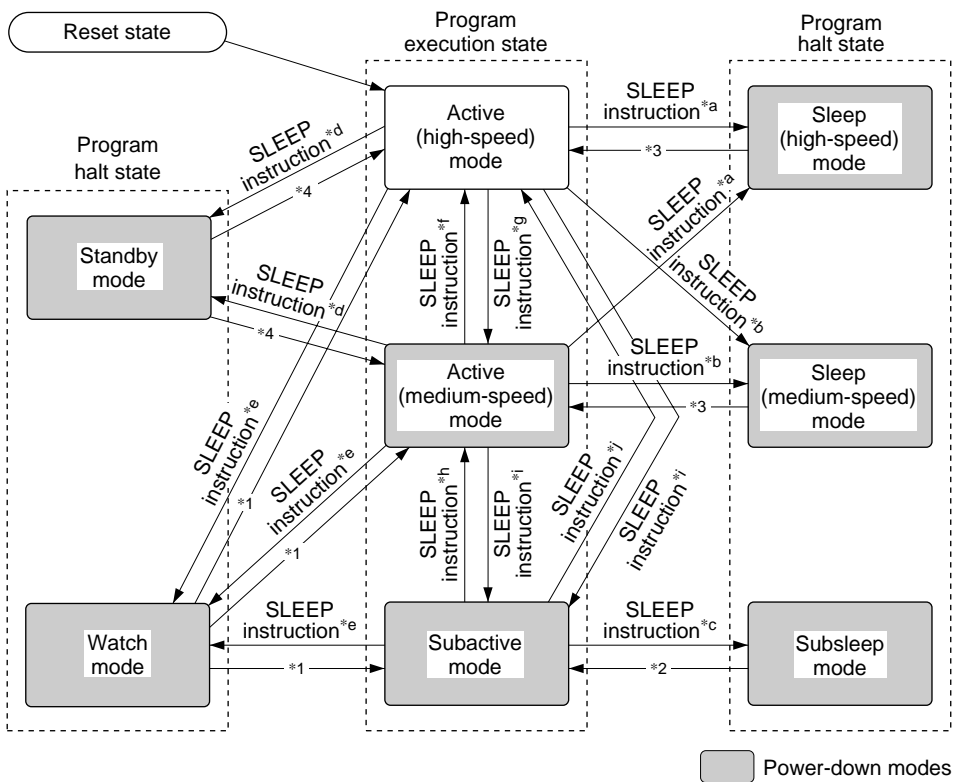 Reset state
Program
execution state
Program
halt state
Program
halt state
Active
(high-speed)
mode
SLEEP
instruction*a
*3
Sleep
(high-speed)
mode
SLEEP
instruction*d
*4
Standby
mode
SLEEP
instruction*d
*4
SLEEP
instruction*f
SLEEP
instruction*g
SLEEP
instruction*a
SLEEP
instruction*b
Active
(medium-speed)
mode
SLEEP
instruction*b
*3
Sleep
(medium-speed)
mode
SLEEP
instruction*e
*1
SLEEP
instruction*e
*1
SLEEP
instruction*h
SLEEP
instruction*i
SLEEP
instruction*j
SLEEP
instruction*i
Watch
mode
SLEEP
instruction*e
*1
Subactive
mode
SLEEP
instruction*c
*2
Subsleep
mode
Power-down modes